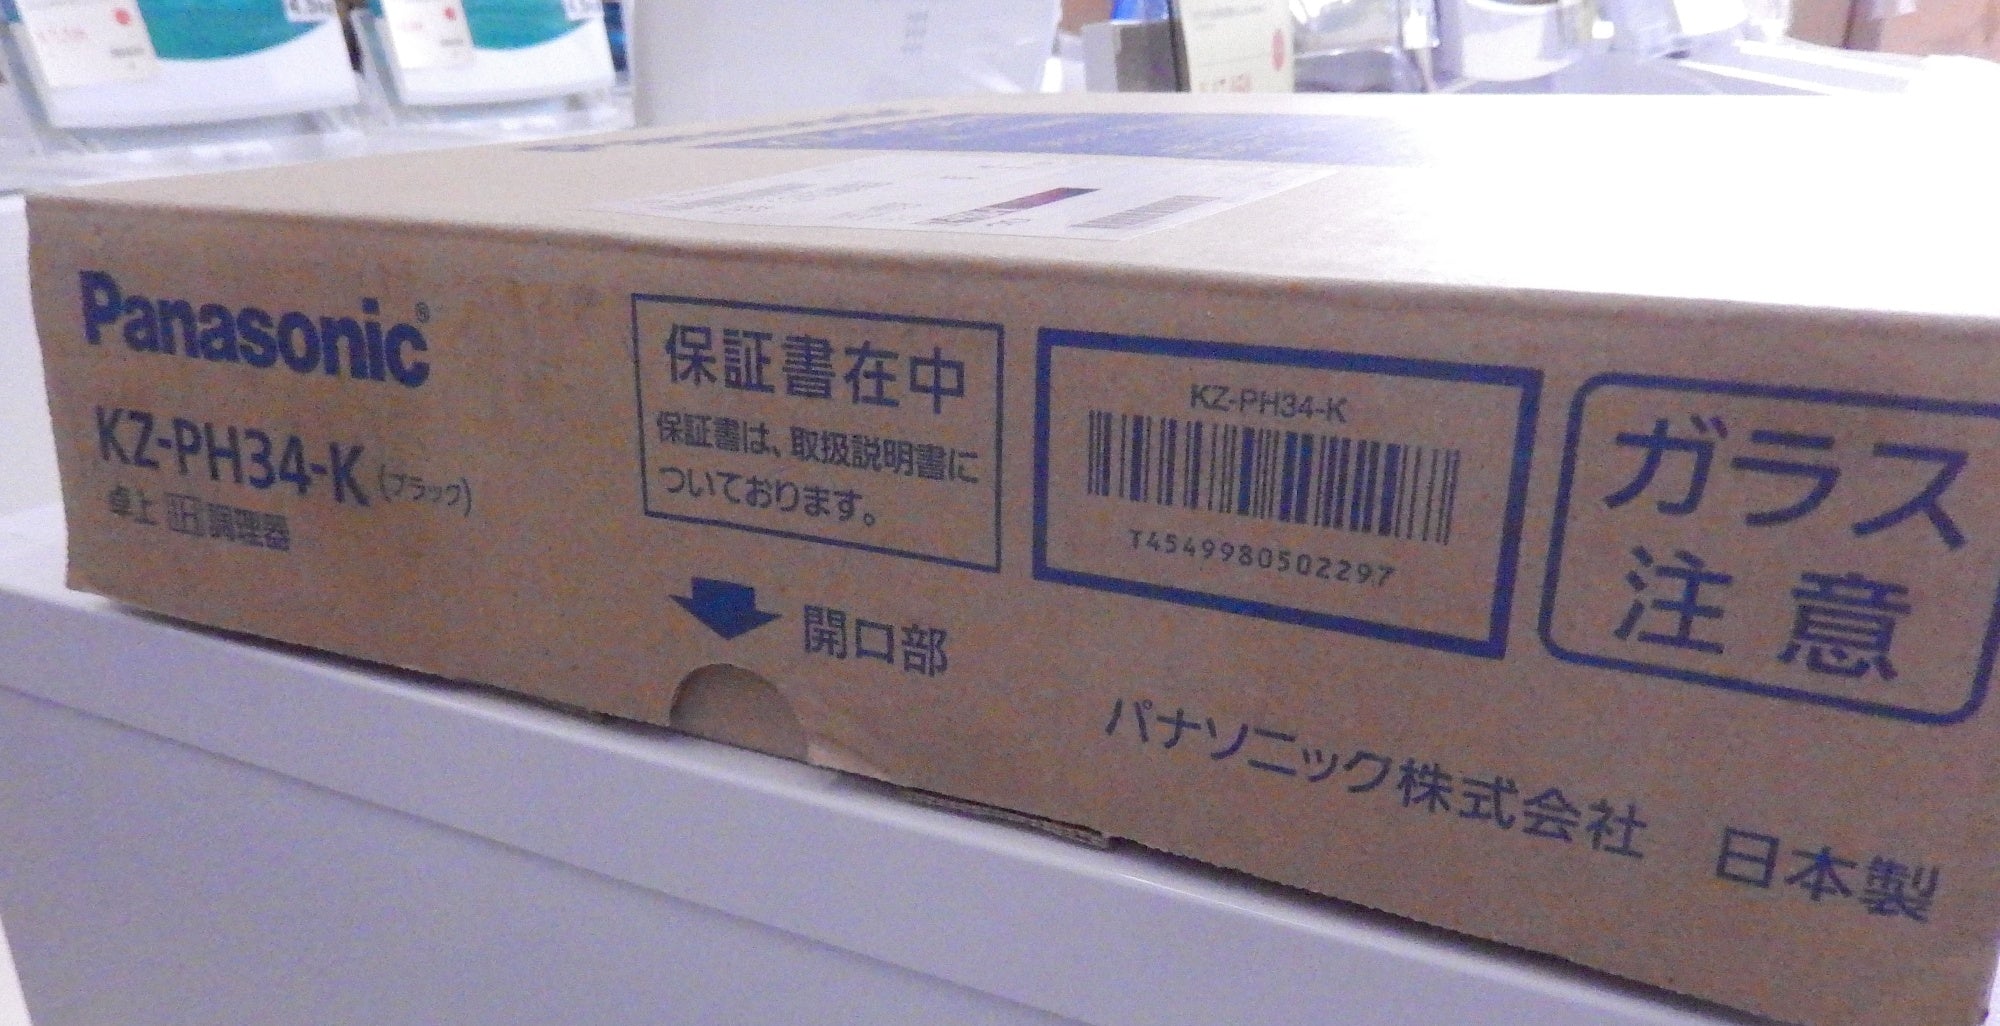 Panasonic®
KZ-PH34-K (ブラック)
卓上 IH調理器
保証書在中
保証書は、取扱説明書に
ついております。
開口部
KZ-PH34-K
T4549980502297
ガラス
注意
パナソニック株式会社 日本製